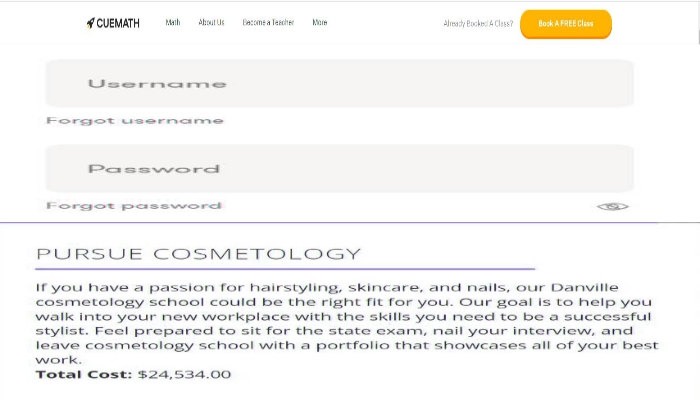 CUEMATH Math About Us Become a Teacher More Already Booked A Class? Book A FREE Class
Username
Forgot username
Password
Forgot password
PURSUE COSMETOLOGY
If you have a passion for hairstyling, skincare, and nails, our Danville
cosmetology school could be the right fit for you. Our goal is to help you
walk into your new workplace with the skills you need to be a successful
stylist. Feel prepared to sit for the state exam, nail your interview, and
leave cosmetology school with a portfolio that showcases all of your best
work.
Total Cost: $24,534.00